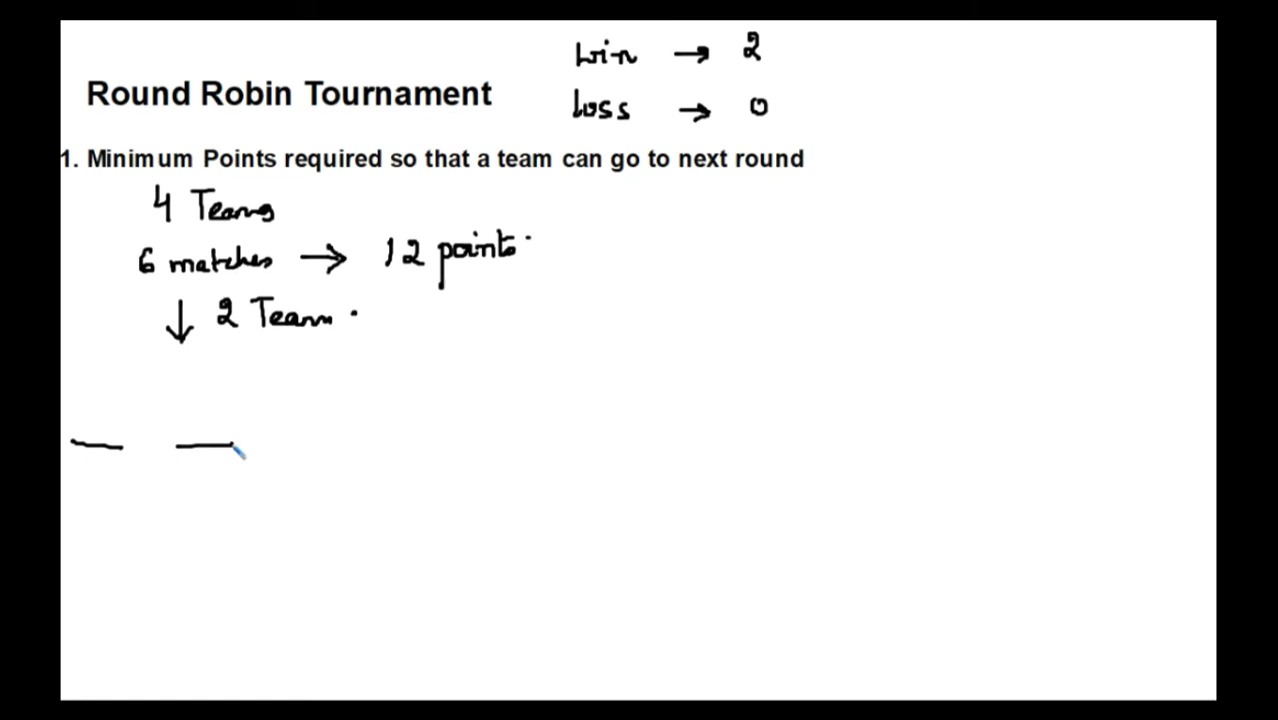 win → 2
Round Robin Tournament
loss → 0
1. Minimum Points required so that a team can go to next round
4 Teams
6 matches → 12 points.
↓ 2 Team.